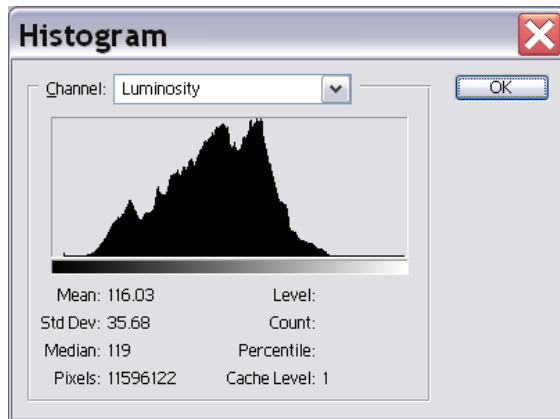 Histogram
Channel: Luminosity
OK
Mean: 116.03 Level:
Std Dev: 35.68 Count:
Median: 119 Percentile:
Pixels: 11596122 Cache Level: 1